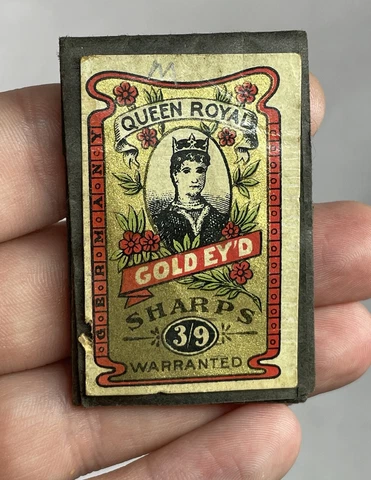 M
QUEEN ROYAL
GERMANY
GOLD EY'D
SHARPS
3/9
WARRANTED